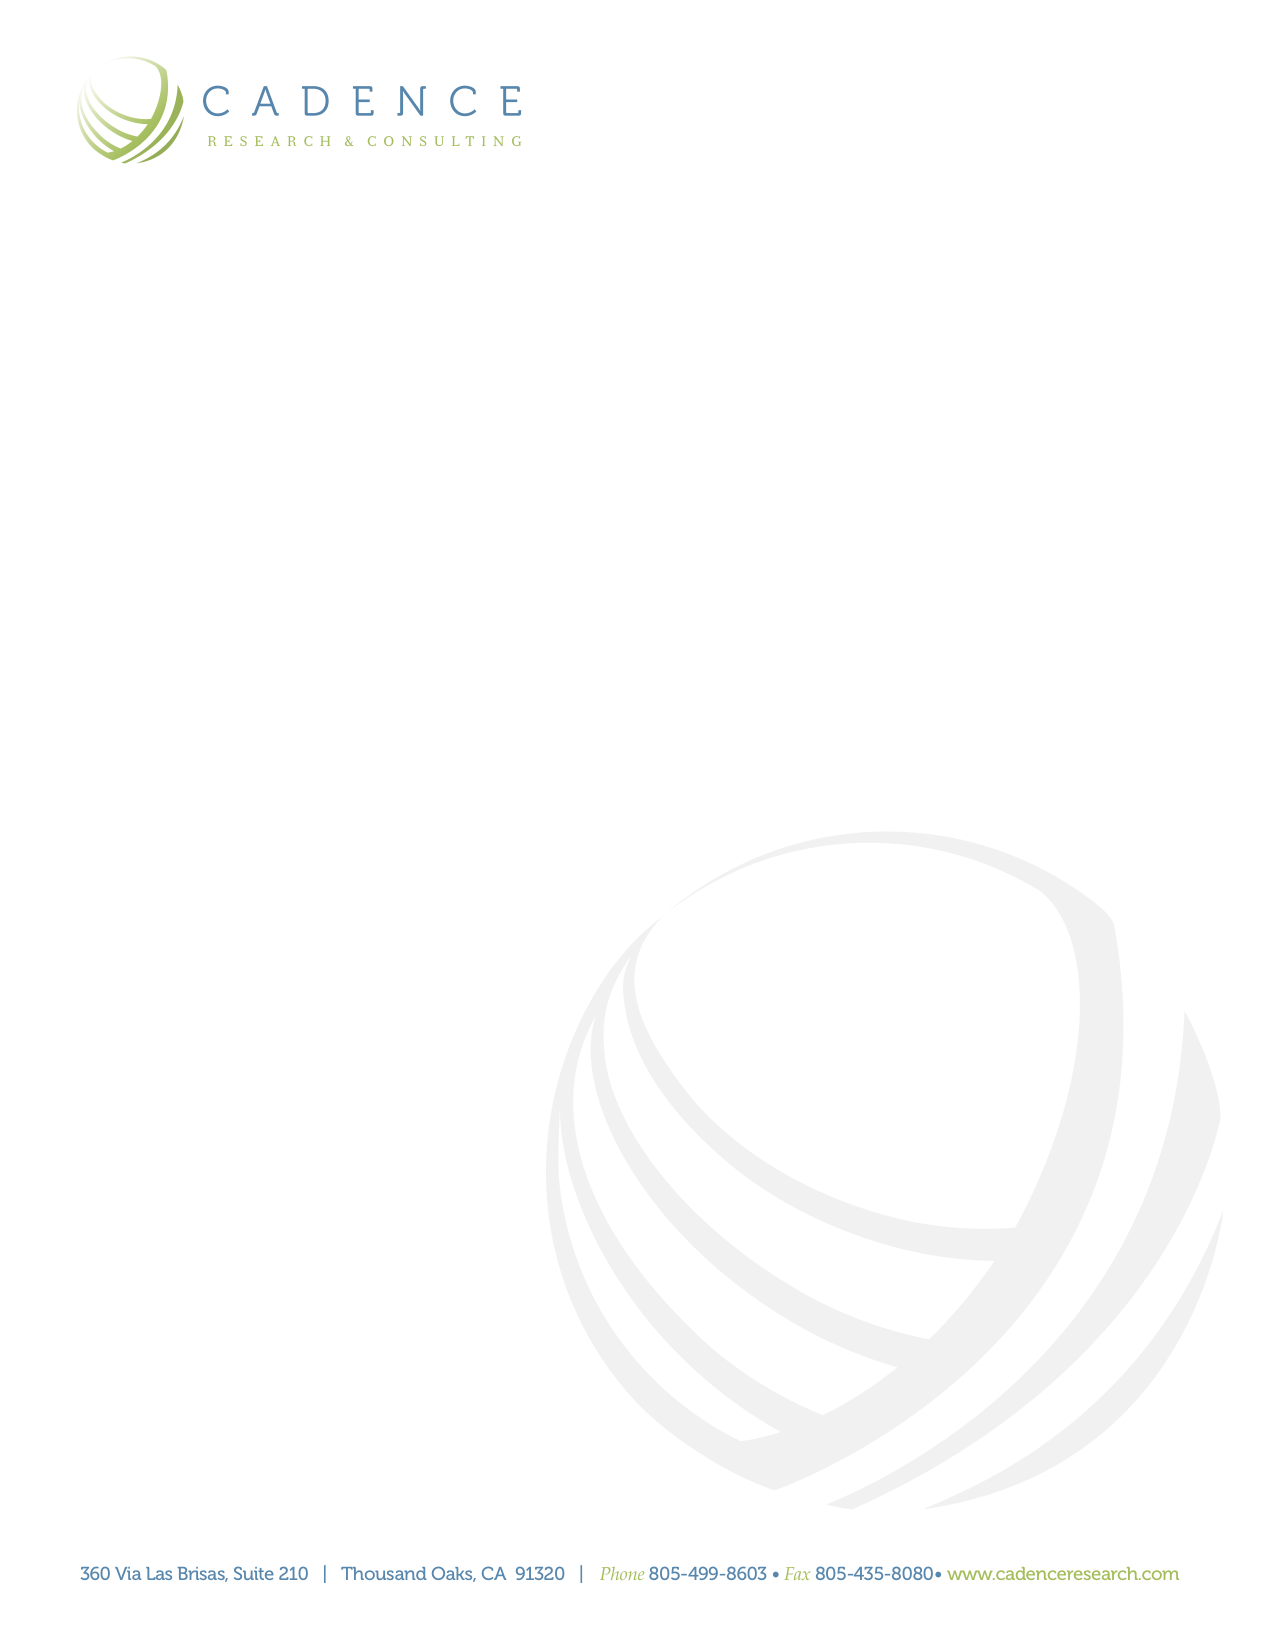 CADENCE
RESEARCH & CONSULTING
360 Via Las Brisas, Suite 210 | Thousand Oaks, CA 91320 | Phone 805-499-8603 • Fax 805-435-8080• www.cadenceresearch.com